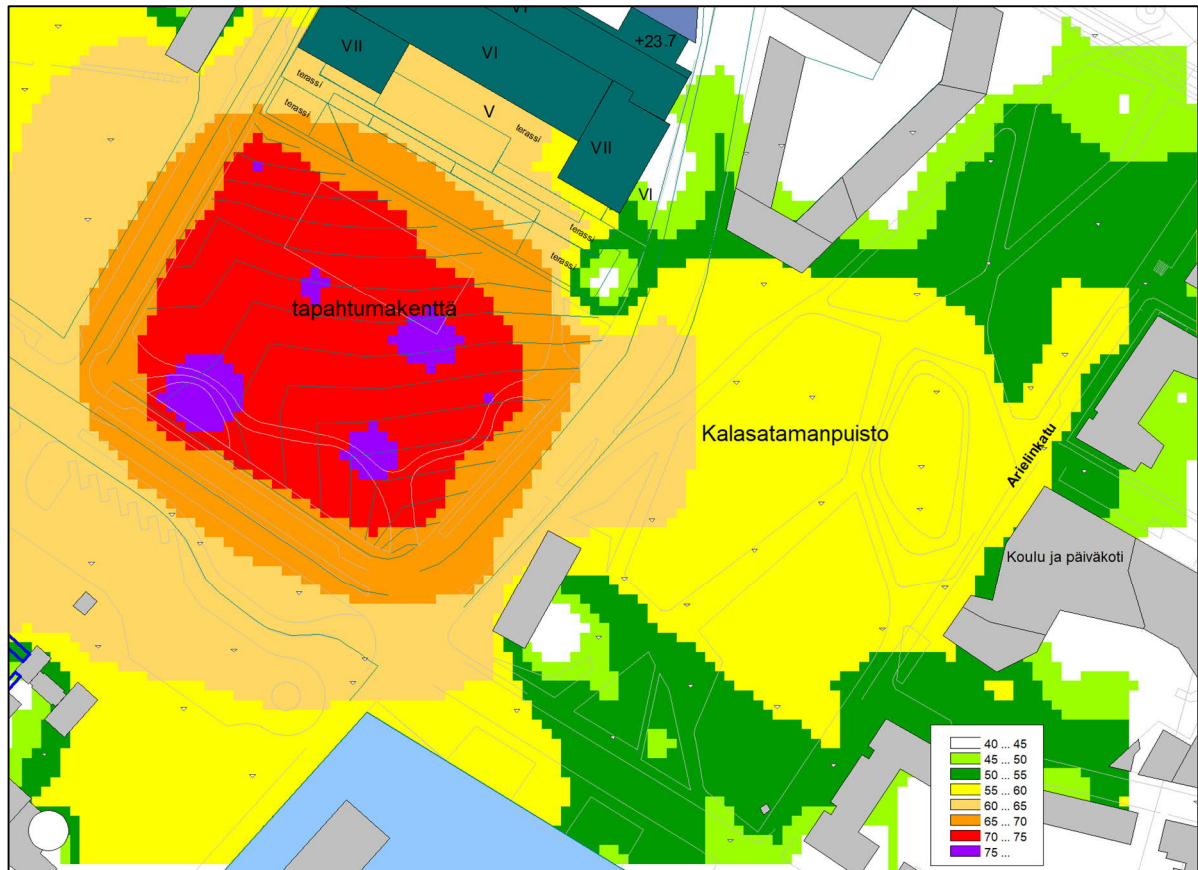 VI
+23.7
VII
VI
terassi
terassi
V
terassi
VII
VI
terassi
terassi
tapahtumakenttä
Kalasatamanpuisto
Arielinkatu
Koulu ja päiväkoti
40 ... 45
45 ... 50
50 ... 55
55 ... 60
60 ... 65
65 ... 70
70 ... 75
75 ...